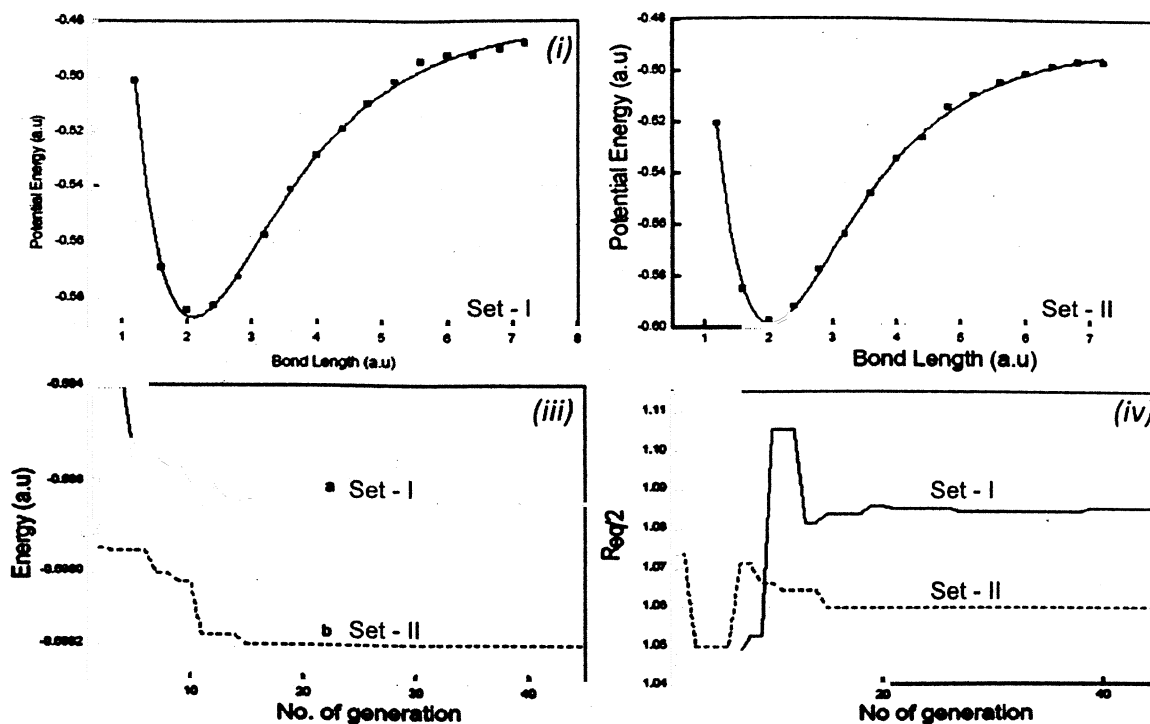 -0.48
(i)
-0.50
-0.52
-0.54
-0.56
-0.56
Potential Energy (a.u)
Set - I
1 2 3 4 5 6 7 8
Bond Length (a.u)
-0.48
-0.50
-0.52
-0.54
-0.56
-0.56
-0.60
Potential Energy (a.u)
Set - II
1 2 3 4 5 6 7
Bond Length (a.u)
(iii)
Energy (a.u)
a Set - I
b Set - II
10 20 30 40
No. of generation
(iv)
1.11
1.10
1.09
1.08
1.07
1.06
1.05
1.04
Req/2
Set - I
Set - II
20 40
No of generation